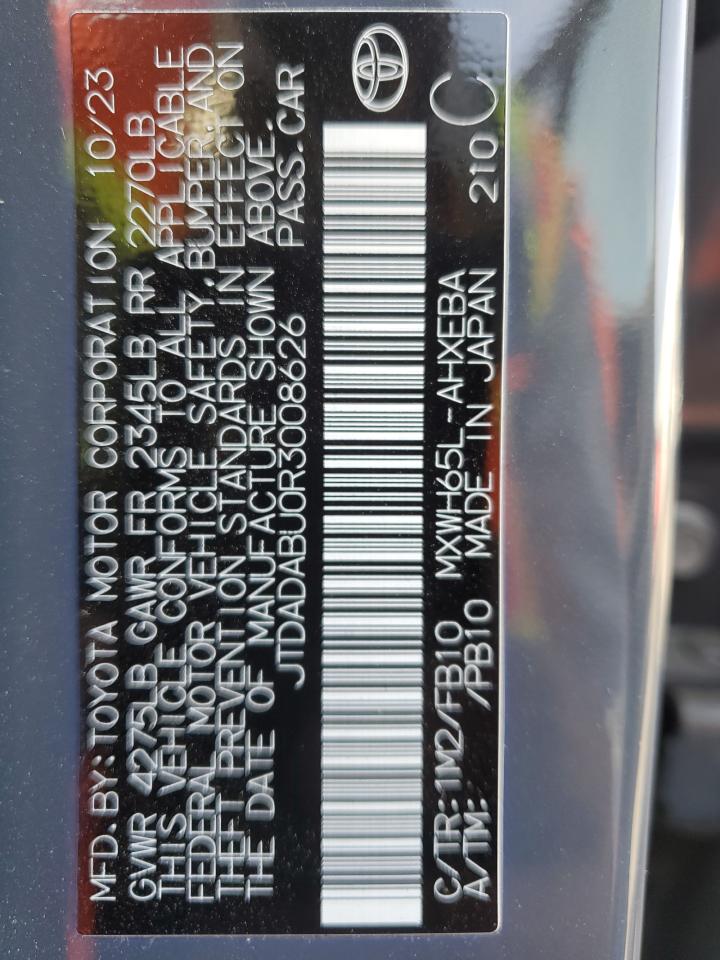 MFD.BY:TOYOTA MOTOR CORPORATION 10/23
GVWR 4275LB GAWR FR 2345LB RR 2270LB
THIS VEHICLE CONFORMS TO ALL APPLICABLE
FEDERAL MOTOR VEHICLE SAFETY,BUMPER,AND
THEFT PREVENTION STANDARDS IN EFFECT ON
THE DATE OF MANUFACTURE SHOWN ABOVE.
JTDADABU0R3008626 PASS.CAR
C/TR:1M2/FB10 MXWH65L-AHXEBA C
A/TM: /PB10 MADE IN JAPAN 210